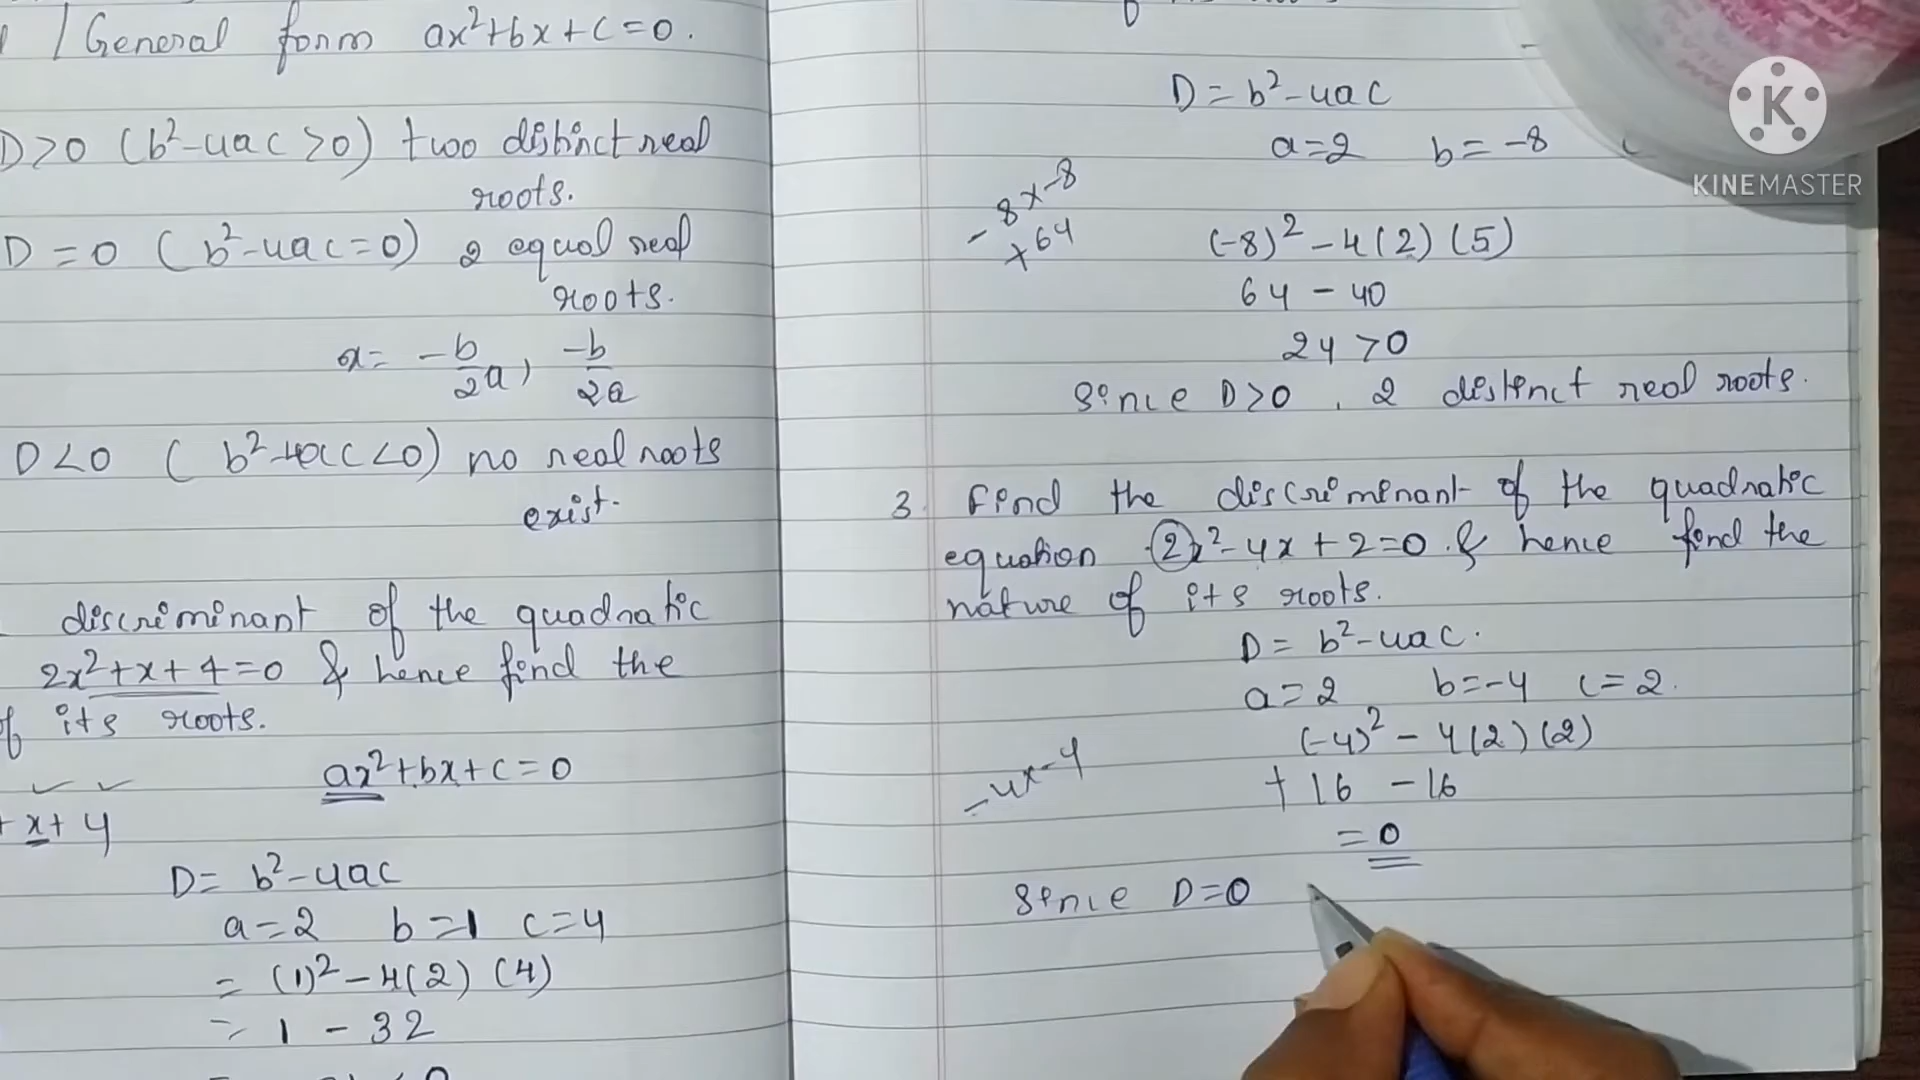 / General form ax²+bx+c=0.
D>0 (b²-4ac>0) two distinct real
roots.
D=0 (b²-4ac=0) 2 equal real
roots.
x= -b/2a, -b/2a
D<0 (b²-4ac<0) no real roots
exist.
discriminant of the quadratic
2x²+x+4=0 & hence find the
of its roots.
ax²+bx+c=0
+x+4
D= b²-4ac
a=2 b=1 c=4
= (1)²-4(2) (4)
= 1-32
D=b²-4ac
a=2 b=-8
-8x-8
+64
(-8)²-4(2)(5)
64-40
24>0
Since D>0, 2 distinct real roots.
3. Find the discriminant of the quadratic
equation 2x²-4x+2=0 & hence find the
nature of its roots.
D= b²-4ac.
a=2 b=-4 c=2.
(-4)²-4(2)(2)
-4x-4
+16 -16
=0
Since D=0
K
KINEMASTER